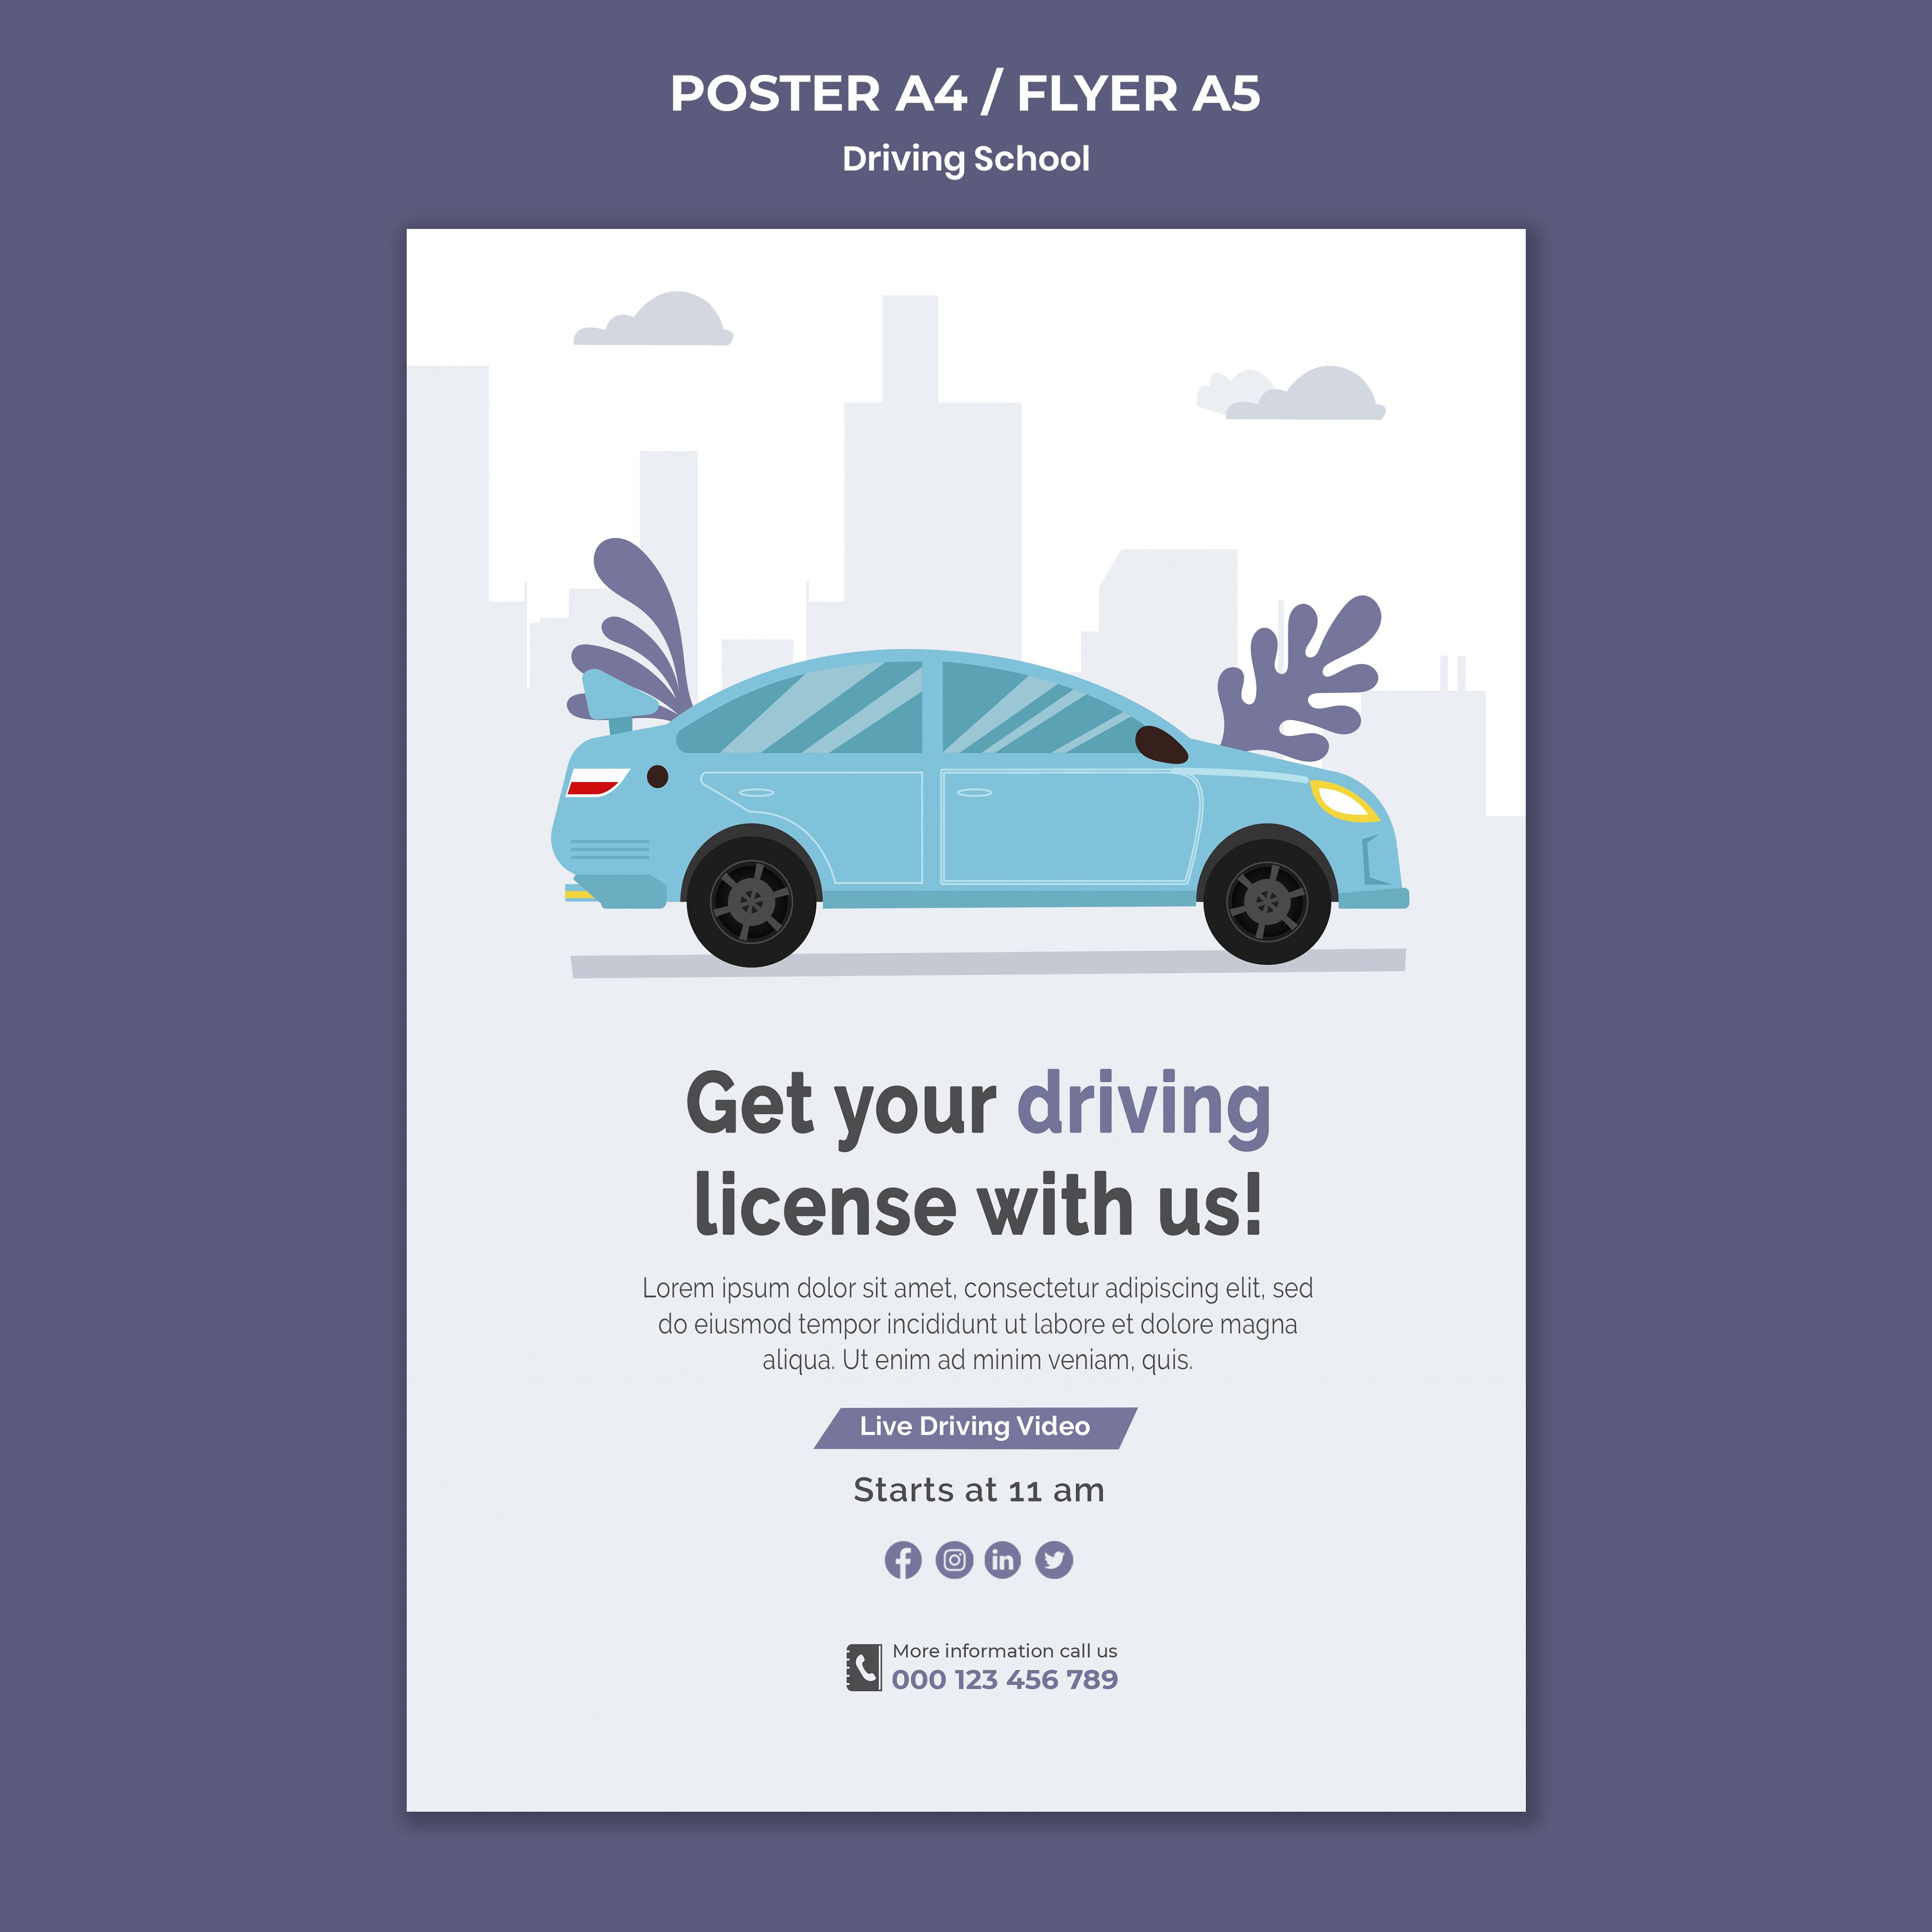 POSTER A4 / FLYER A5
Driving School
Get your driving
license with us!
Lorem ipsum dolor sit amet, consectetur adipiscing elit, sed
do eiusmod tempor incididunt ut labore et dolore magna
aliqua. Ut enim ad minim veniam, quis.
Live Driving Video
Starts at 11 am
in
More information call us
000 123 456 789